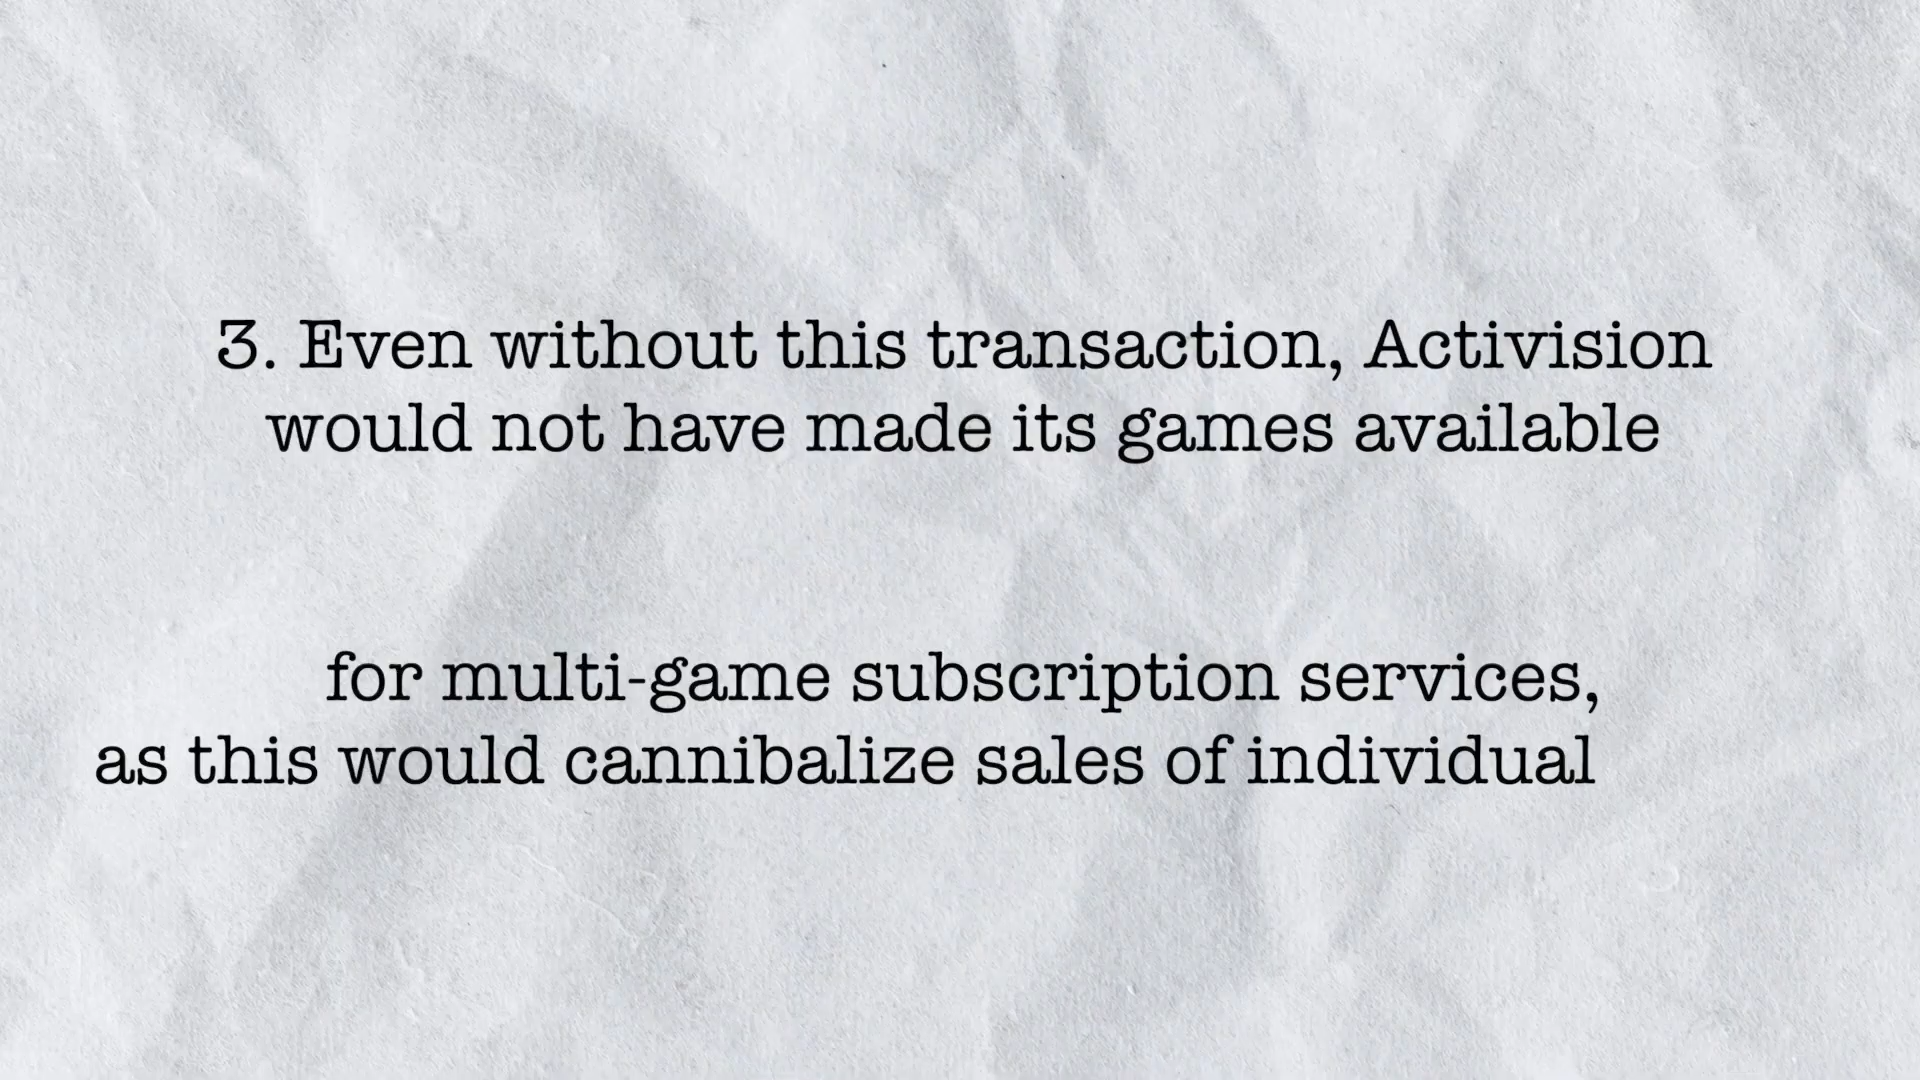 3. Even without this transaction, Activision
would not have made its games available
for multi-game subscription services,
as this would cannibalize sales of individual